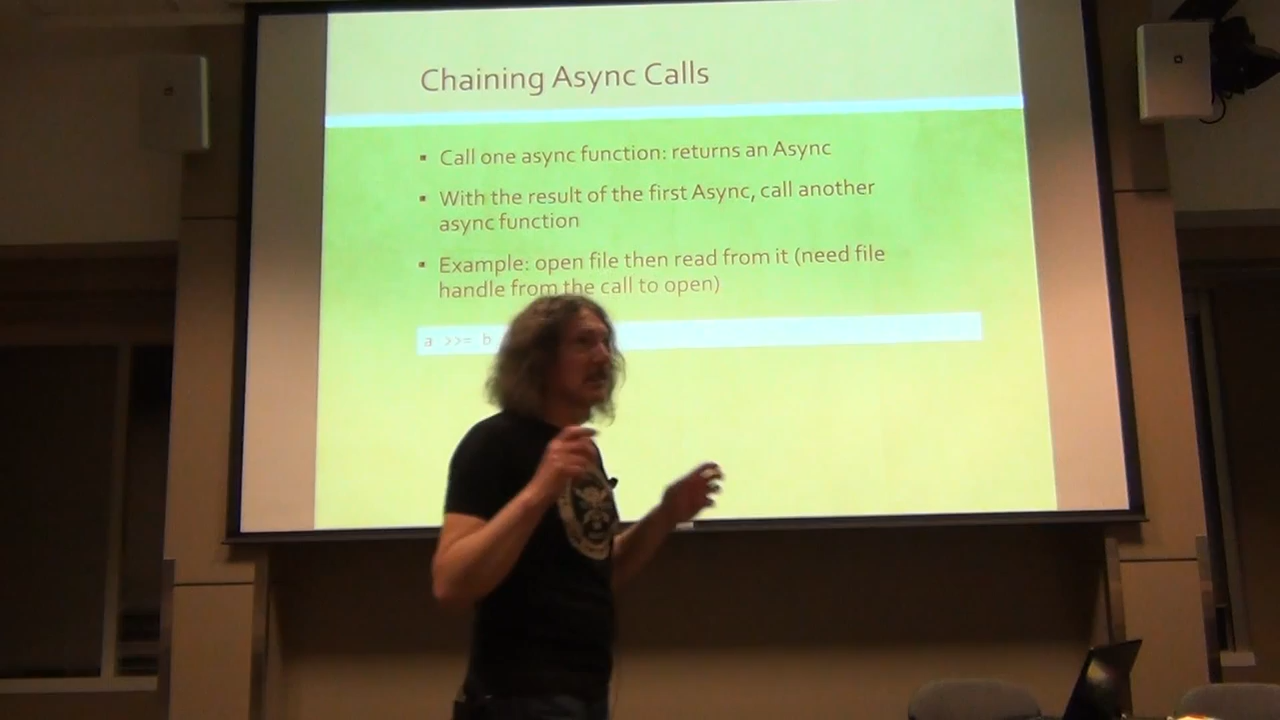 Chaining Async Calls
▪ Call one async function: returns an Async
▪ With the result of the first Async, call another
async function
▪ Example: open file then read from it (need file
handle from the call to open)
a >>= b